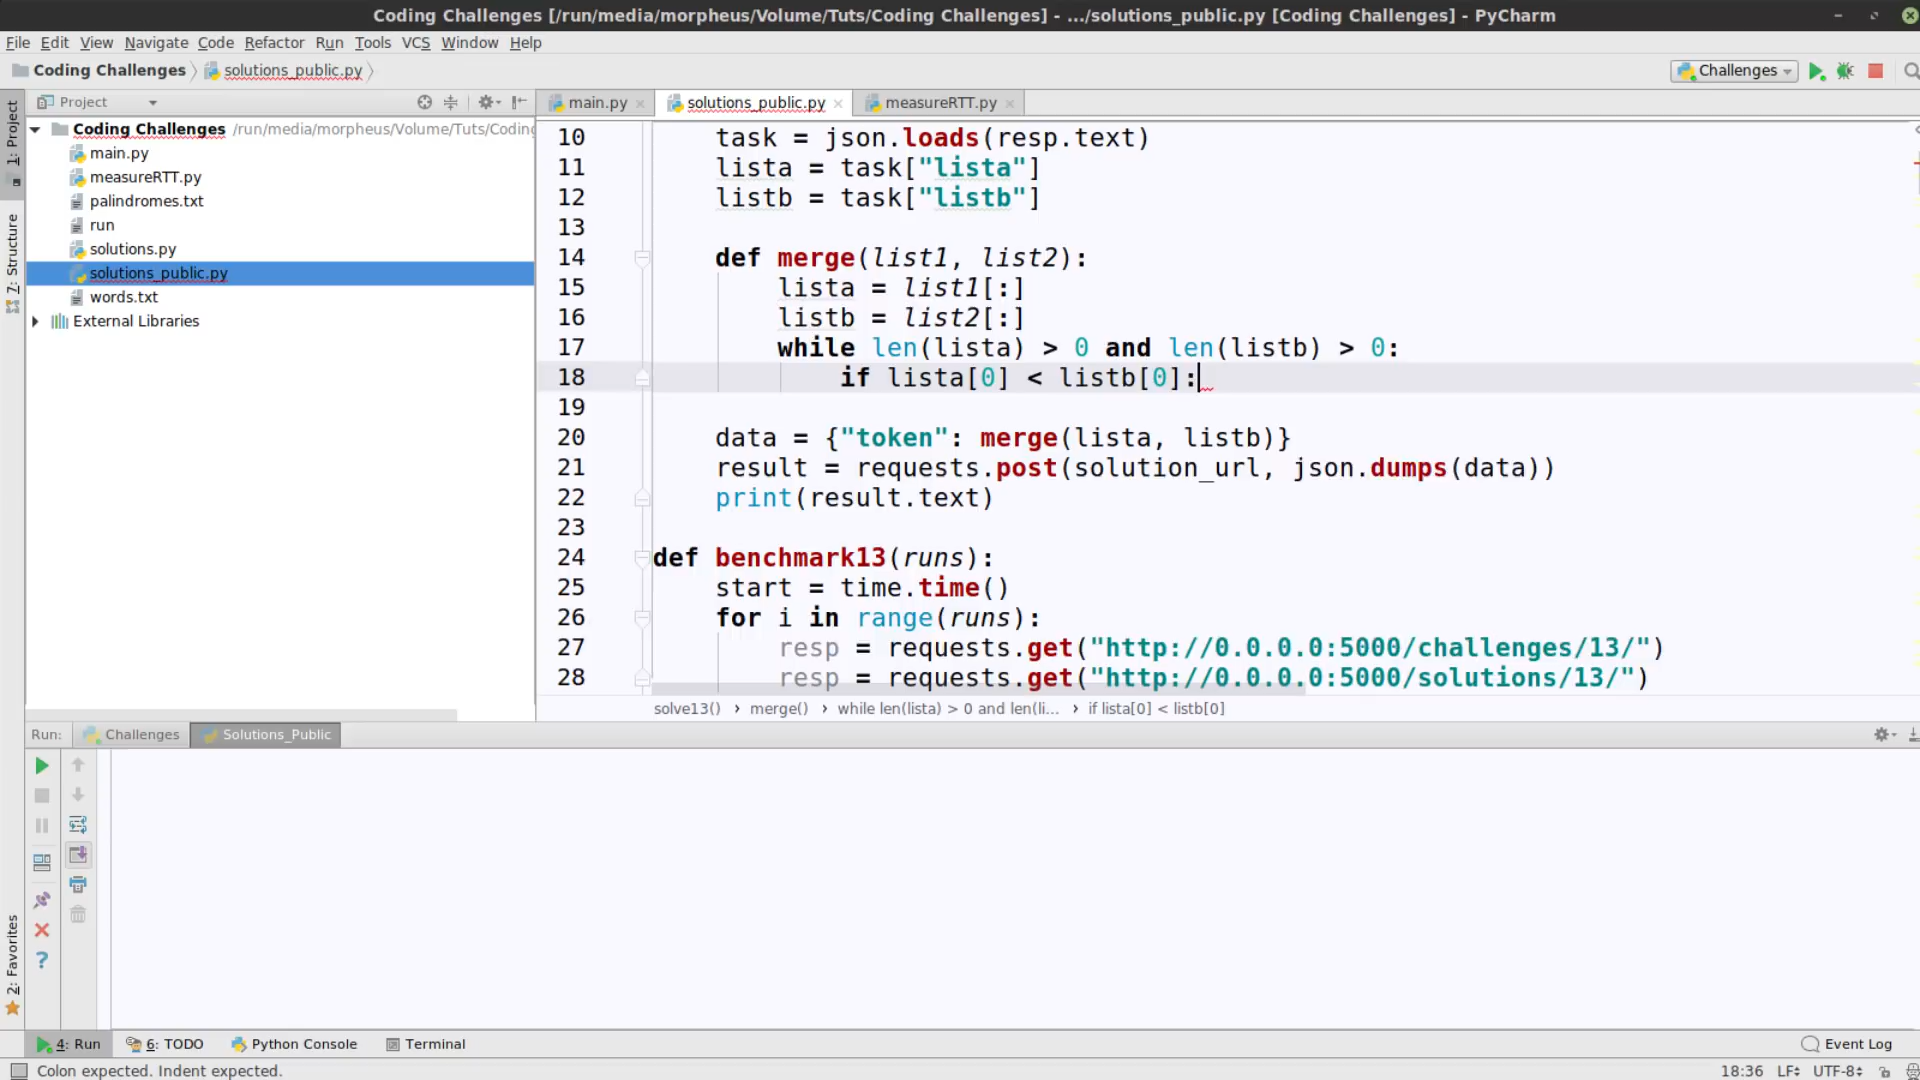 Coding Challenges [/run/media/morpheus/Volume/Tuts/Coding Challenges] - .../solutions_public.py [Coding Challenges] - PyCharm
File Edit View Navigate Code Refactor Run Tools VCS Window Help
Coding Challenges solutions_public.py
Challenges
1: Project
7: Structure
2: Favorites
Project
Coding Challenges /run/media/morpheus/Volume/Tuts/Coding
main.py
measureRTT.py
palindromes.txt
run
solutions.py
solutions_public.py
words.txt
External Libraries
main.py solutions_public.py measureRTT.py
10 task = json.loads(resp.text)
11 lista = task["lista"]
12 listb = task["listb"]
13
14 def merge(list1, list2):
15 lista = list1[:]
16 listb = list2[:]
17 while len(lista) > 0 and len(listb) > 0:
18 if lista[0] < listb[0]:
19
20 data = {"token": merge(lista, listb)}
21 result = requests.post(solution_url, json.dumps(data))
22 print(result.text)
23
24 def benchmark13(runs):
25 start = time.time()
26 for i in range(runs):
27 resp = requests.get("http://0.0.0.0:5000/challenges/13/")
28 resp = requests.get("http://0.0.0.0:5000/solutions/13/")
solve13() › merge() › while len(lista) > 0 and len(li... › if lista[0] < listb[0]
Run: Challenges Solutions_Public
4: Run 6: TODO Python Console Terminal Event Log
Colon expected. Indent expected. 18:36 LF÷ UTF-8÷